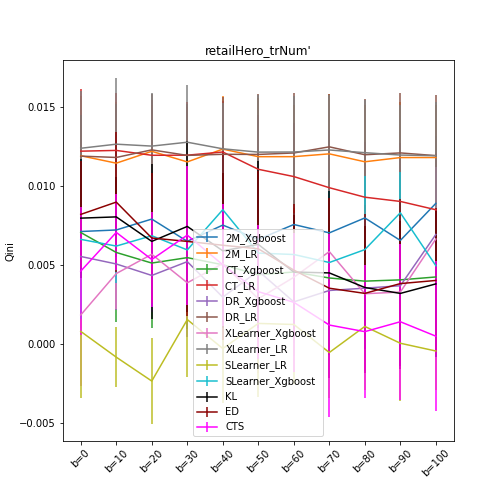 retailHero_trNum'
Qini
0.015
0.010
0.005
0.000
−0.005
2M_Xgboost
2M_LR
CT_Xgboost
CT_LR
DR_Xgboost
DR_LR
XLearner_Xgboost
XLearner_LR
SLearner_LR
SLearner_Xgboost
KL
ED
CTS
b=0
b=10
b=20
b=30
b=40
b=50
b=60
b=70
b=80
b=90
b=100